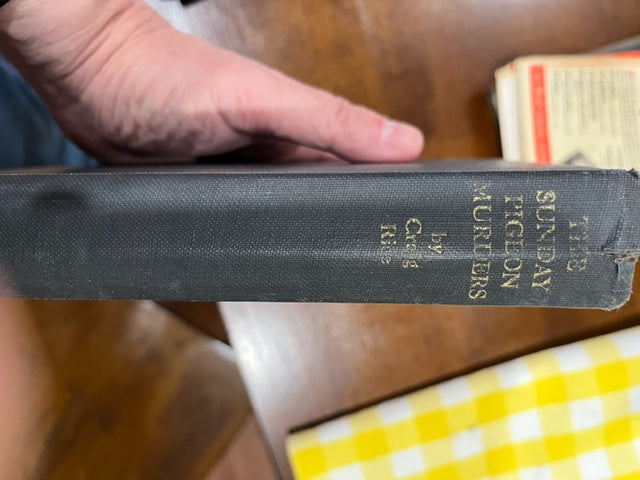 THE
SUNDAY
PIGEON
MURDERS
by
Craig
Rice